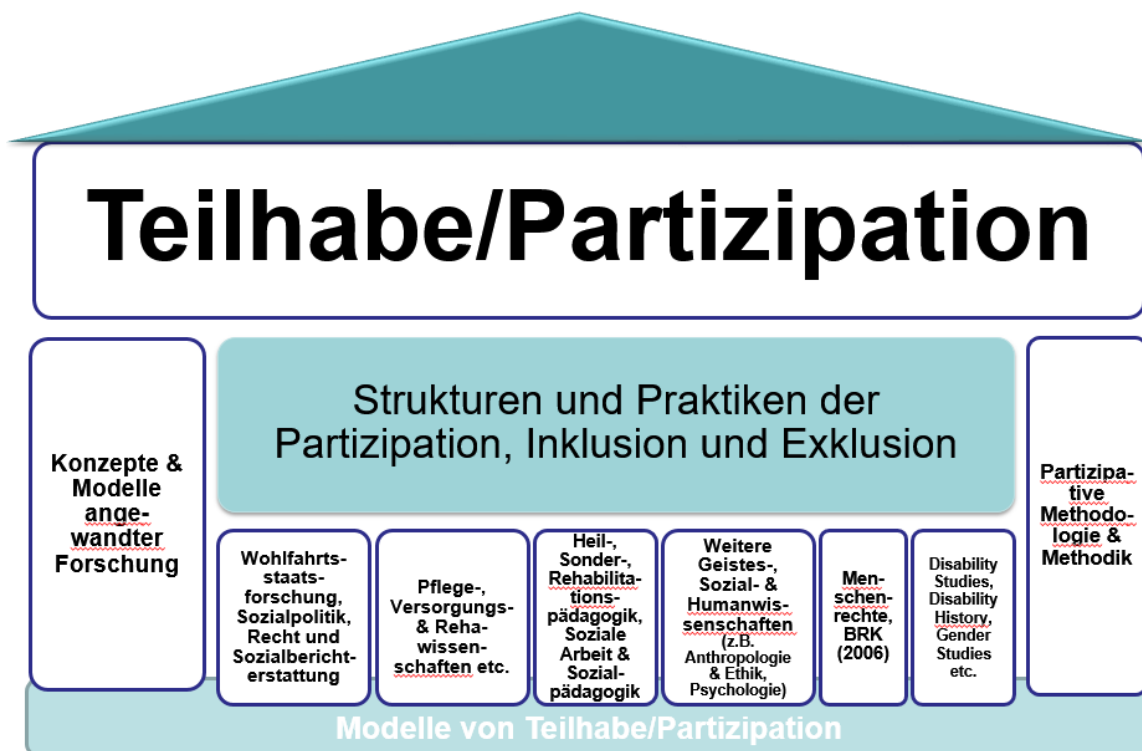 Teilhabe/Partizipation
Konzepte &
Modelle
ange-
wandter
Forschung
Strukturen und Praktiken der
Partizipation, Inklusion und Exklusion
Wohlfahrts-
staats-
forschung,
Sozialpolitik,
Recht und
Sozialbericht-
erstattung
Pflege-,
Versorgungs-
& Reha-
wissen-
schaften etc.
Heil-,
Sonder-,
Rehabilita-
tions-
pädagogik,
Soziale
Arbeit &
Sozial-
pädagogik
Weitere
Geistes-,
Sozial- &
Humanwis-
senschaften
(z.B.
Anthropologie
& Ethik,
Psychologie)
Men-
schen-
rechte,
BRK
(2006)
Disability
Studies,
Disability
History,
Gender
Studies
etc.
Partizipa-
tive
Methodo-
logie &
Methodik
Modelle von Teilhabe/Partizipation